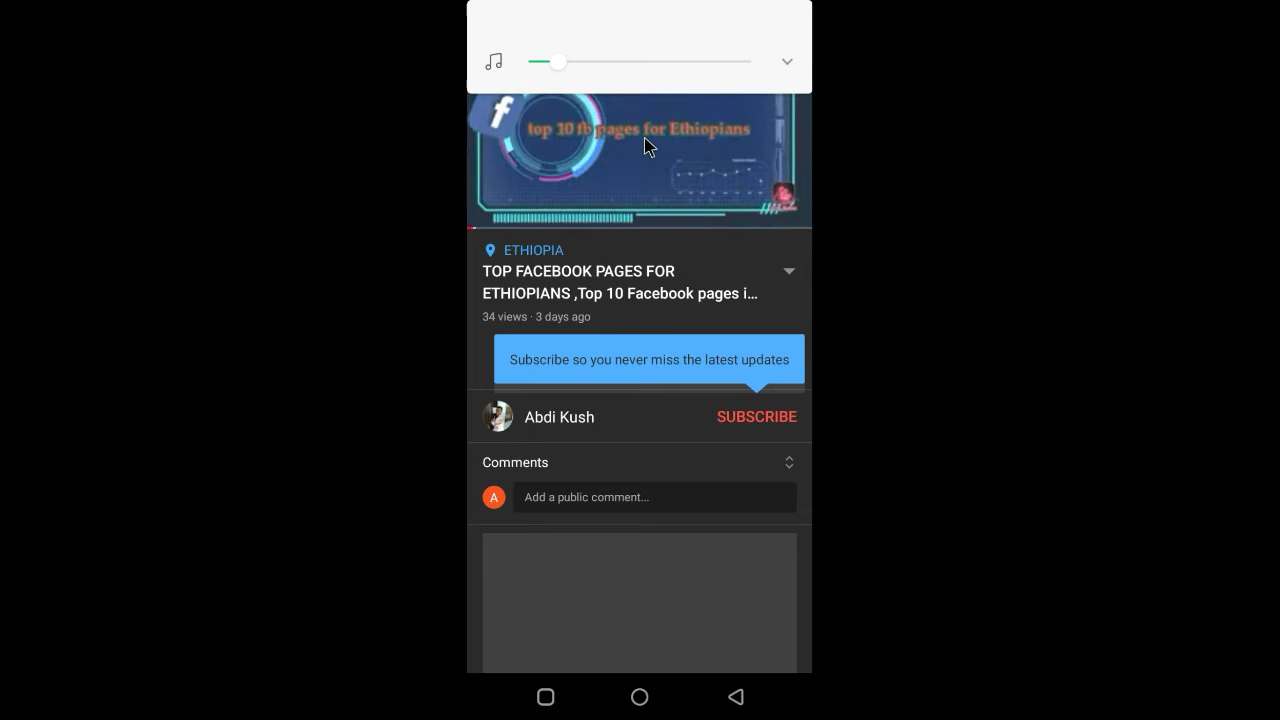 f
top 10 fb pages for Ethiopians
ETHIOPIA
TOP FACEBOOK PAGES FOR
ETHIOPIANS ,Top 10 Facebook pages i...
34 views · 3 days ago
Subscribe so you never miss the latest updates
Abdi Kush
SUBSCRIBE
Comments
A
Add a public comment...